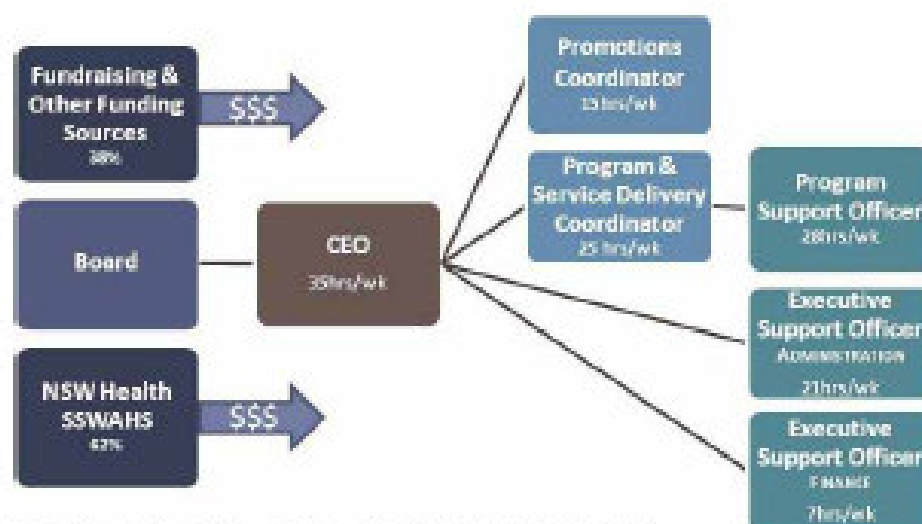 Fundraising &
Other Funding
Sources
38%
$$$
Board
NSW Health
SSWAHS
62%
$$$
CEO
35hrs/wk
Promotions
Coordinator
15hrs/wk
Program &
Service Delivery
Coordinator
25 hrs/wk
Program
Support Officer
28hrs/wk
Executive
Support Officer
ADMINISTRATION
21hrs/wk
Executive
Support Officer
FINANCE
7hrs/wk